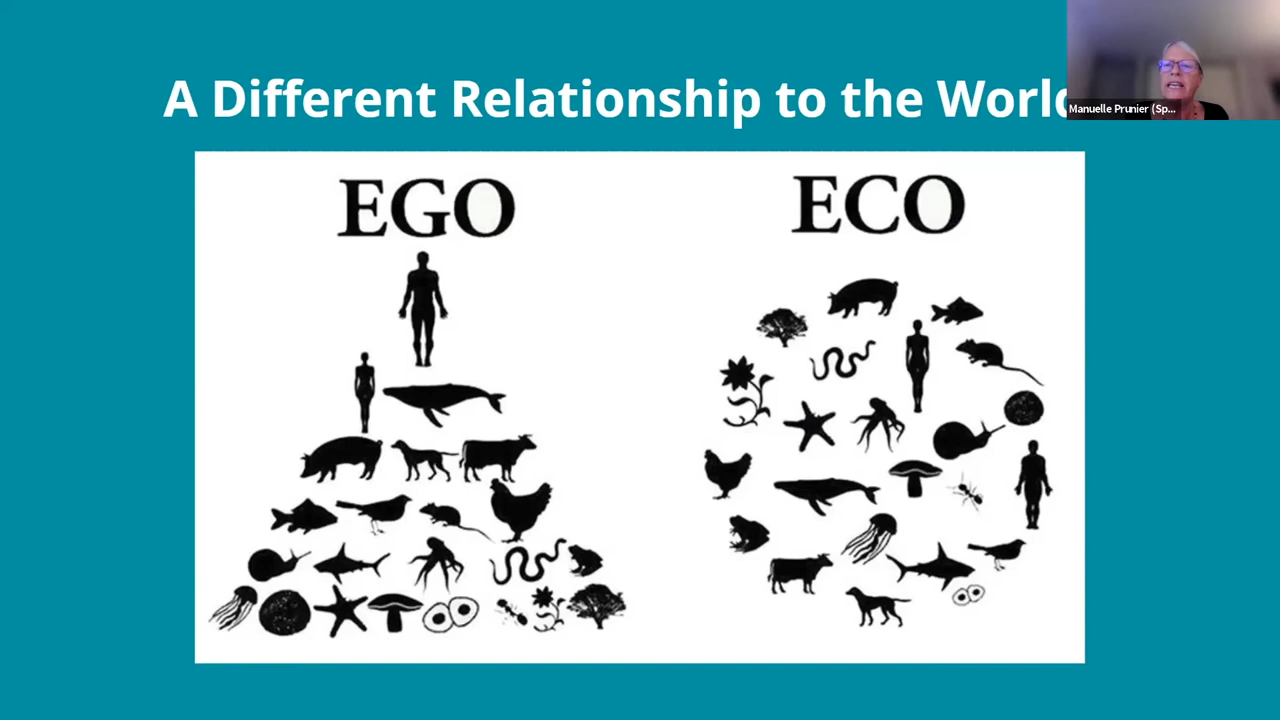 A Different Relationship to the World
Manuelle Prunier (Sp...
EGO
ECO